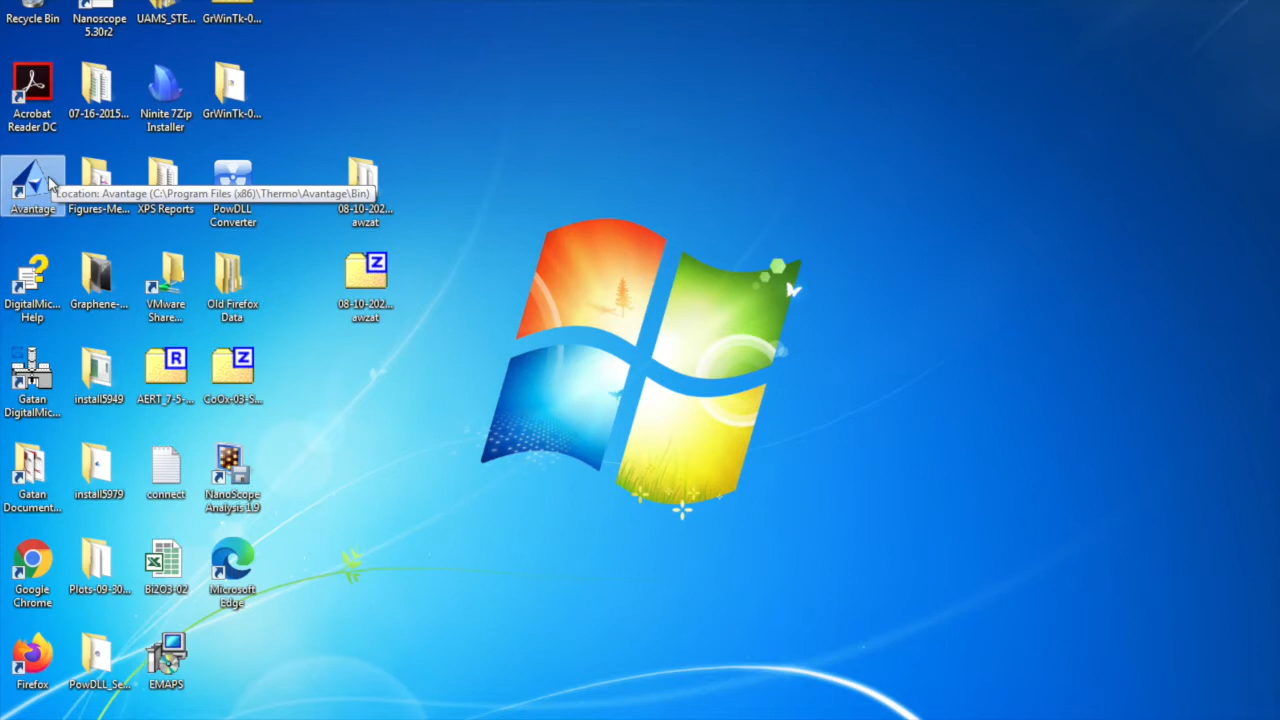 Recycle Bin
Nanoscope
5.30r2
UAMS_STE...
GrWinTk-0...
Acrobat
Reader DC
07-16-2015...
Ninite 7Zip
Installer
GrWinTk-0...
Location: Avantage (C:\Program Files (x86)\Thermo\Avantage\Bin)
Avantage
Figures-Me...
XPS Reports
PowDLL
Converter
08-10-202...
awzat
DigitalMic...
Help
Graphene-...
VMware
Share...
Old Firefox
Data
Z
08-10-202...
awzat
Gatan
DigitalMic...
install5949
R
AERT_7-5-...
Z
CoOx-03-S...
Gatan
Document...
install5979
connect
NanoScope
Analysis 1.9
Google
Chrome
Plots-09-30...
Bi2O3-02
Microsoft
Edge
Firefox
PowDLL_Se...
EMAPS